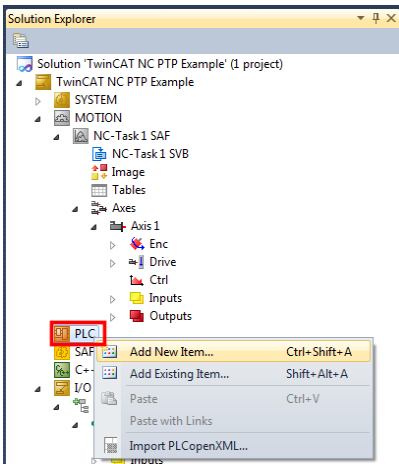 Solution Explorer
Solution 'TwinCAT NC PTP Example' (1 project)
TwinCAT NC PTP Example
SYSTEM
MOTION
NC-Task 1 SAF
NC-Task 1 SVB
Image
Tables
Axes
Axis 1
Enc
Drive
Ctrl
Inputs
Outputs
PLC
SAF
Add New Item... Ctrl+Shift+A
C+
Add Existing Item... Shift+Alt+A
I/O
Paste Ctrl+V
Paste with Links
Import PLCopenXML...
Inputs